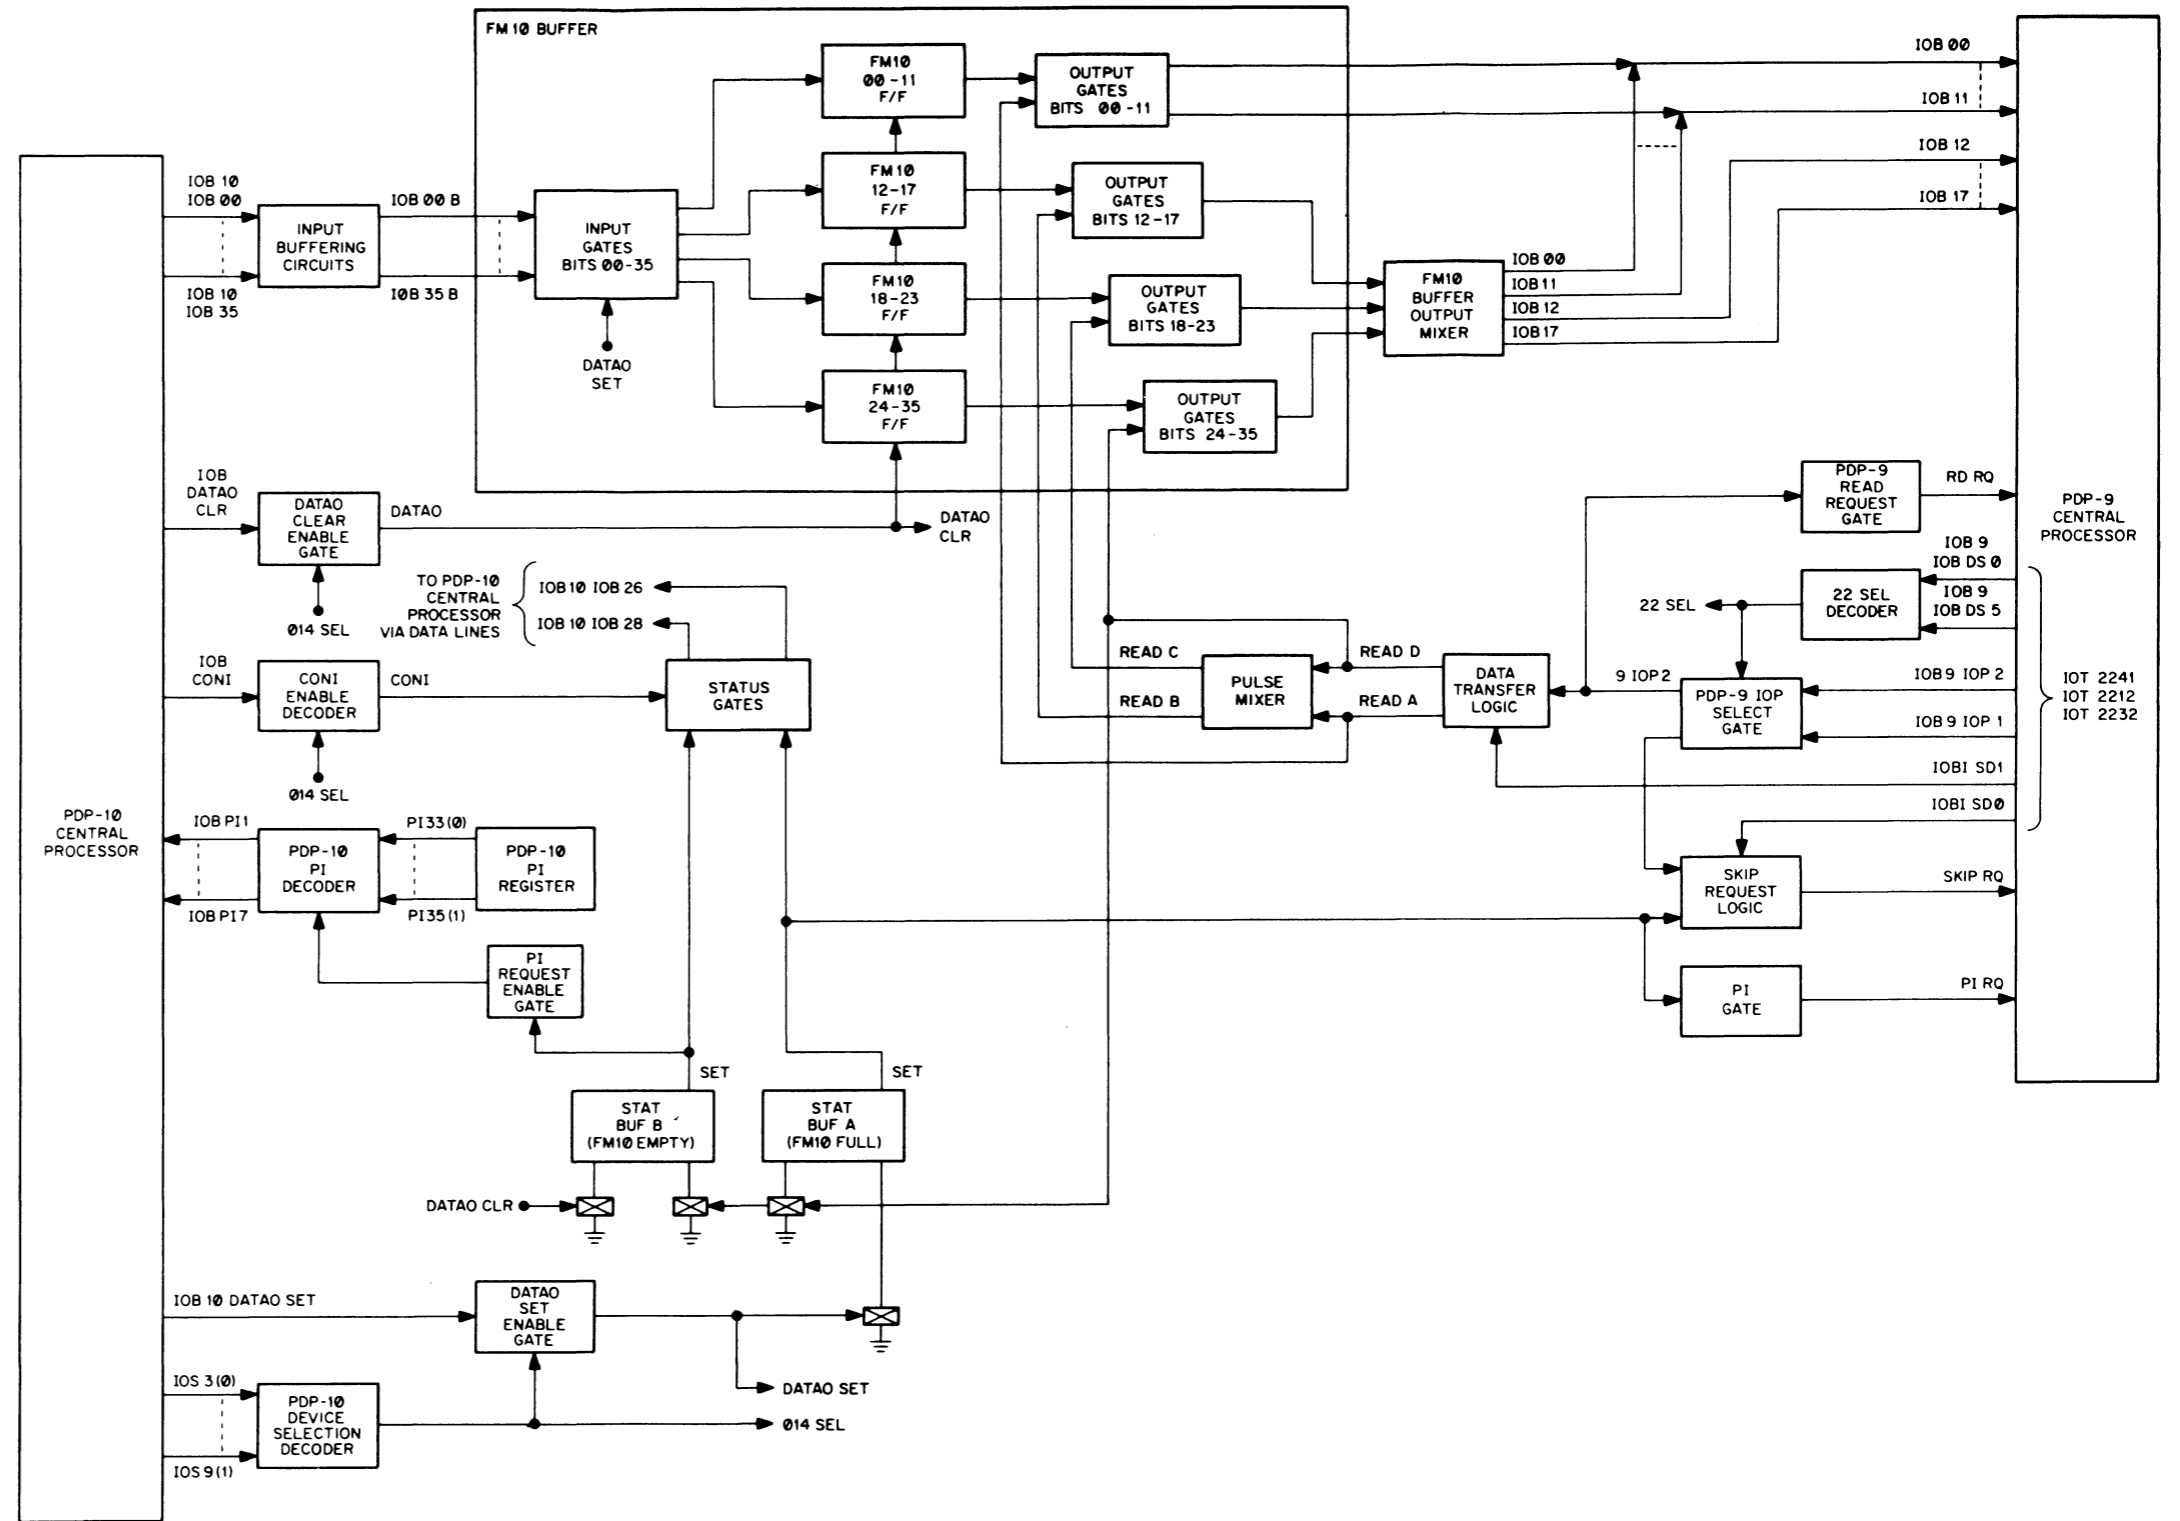 FM10 BUFFER
FM10
00-11
F/F
OUTPUT
GATES
BITS 00-11
IOB 00
IOB 11
IOB 12
IOB 17
IOB 10
IOB 00
IOB 10
IOB 35
INPUT
BUFFERING
CIRCUITS
IOB 00 B
IOB 35 B
INPUT
GATES
BITS 00-35
DATAO
SET
FM10
12-17
F/F
OUTPUT
GATES
BITS 12-17
FM10
18-23
F/F
OUTPUT
GATES
BITS 18-23
FM10
24-35
F/F
OUTPUT
GATES
BITS 24-35
FM10
BUFFER
OUTPUT
MIXER
IOB 00
IOB 11
IOB 12
IOB 17
IOB
DATAO
CLR
DATAO
CLEAR
ENABLE
GATE
DATAO
DATAO
CLR
014 SEL
PDP-9
READ
REQUEST
GATE
RD RQ
PDP-9
CENTRAL
PROCESSOR
TO PDP-10
CENTRAL
PROCESSOR
VIA DATA LINES
IOB 10 IOB 26
IOB 10 IOB 28
22 SEL
22 SEL
DECODER
IOB 9
IOB DS 0
IOB 9
IOB DS 5
IOB
CONI
CONI
ENABLE
DECODER
CONI
014 SEL
STATUS
GATES
READ C
READ B
PULSE
MIXER
READ D
READ A
DATA
TRANSFER
LOGIC
9 IOP 2
PDP-9 IOP
SELECT
GATE
IOB 9 IOP 2
IOB 9 IOP 1
IOBI SD1
IOBI SD0
IOT 2241
IOT 2212
IOT 2232
PDP-10
CENTRAL
PROCESSOR
IOB PI1
IOB PI7
PDP-10
PI
DECODER
PI33(0)
PI35(1)
PDP-10
PI
REGISTER
SKIP
REQUEST
LOGIC
SKIP RQ
PI
REQUEST
ENABLE
GATE
PI
GATE
PI RQ
SET
SET
STAT
BUF B
(FM10 EMPTY)
STAT
BUF A
(FM10 FULL)
DATAO CLR
IOB 10 DATAO SET
DATAO
SET
ENABLE
GATE
DATAO SET
IOS 3(0)
IOS 9(1)
PDP-10
DEVICE
SELECTION
DECODER
014 SEL